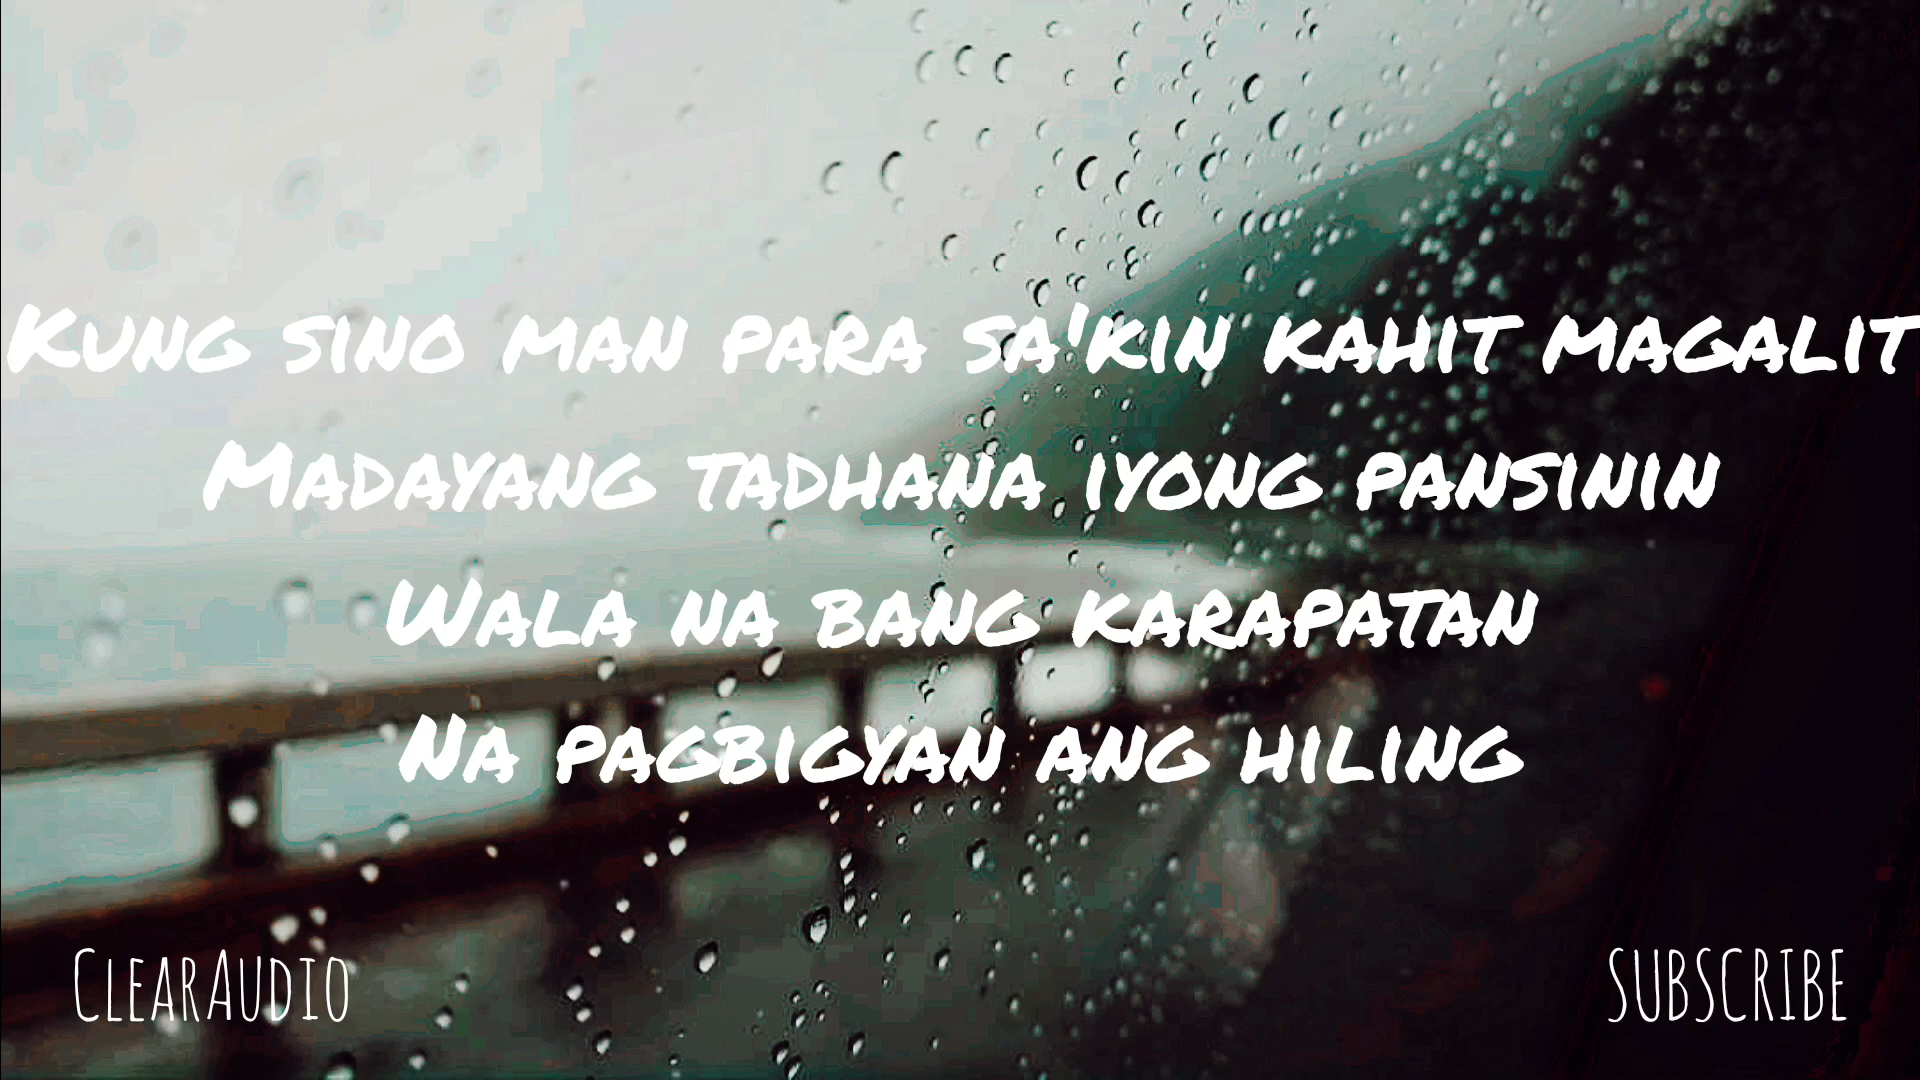 Kung sino man para sa'kin kahit magalit
Madayang tadhana iyong pansinin
Wala na bang karapatan
Na pagbigyan ang hiling
ClearAudio
SUBSCRIBE